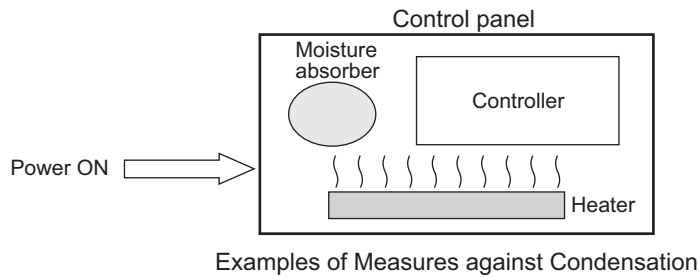 Control panel
Moisture
absorber
Controller
Power ON
Heater
Examples of Measures against Condensation